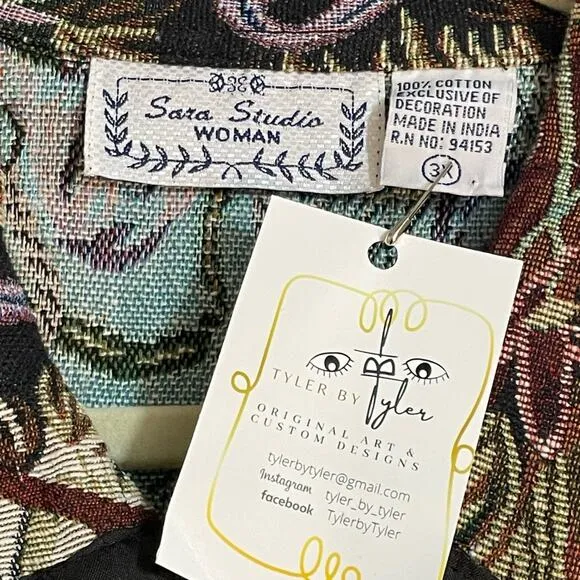 Sara Studio
WOMAN
100% COTTON
EXCLUSIVE OF
DECORATION
MADE IN INDIA
R.N NO: 94153
3X
TYLER BY Tyler
ORIGINAL ART &
CUSTOM DESIGNS
tylerbytyler@gmail.com
Instagram tyler_by_tyler
facebook TylerbyTyler